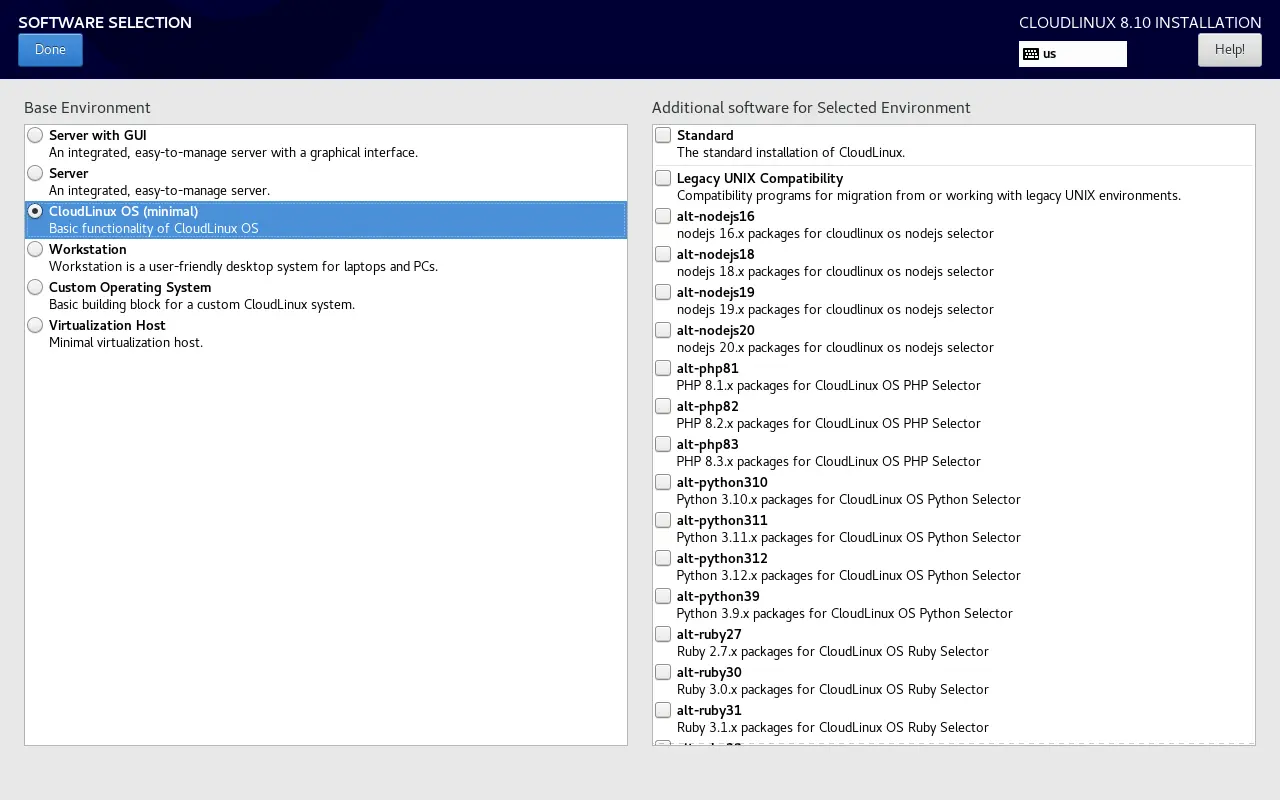 SOFTWARE SELECTION
Done
CLOUDLINUX 8.10 INSTALLATION
us
Help!
Base Environment
Server with GUI
An integrated, easy-to-manage server with a graphical interface.
Server
An integrated, easy-to-manage server.
CloudLinux OS (minimal)
Basic functionality of CloudLinux OS
Workstation
Workstation is a user-friendly desktop system for laptops and PCs.
Custom Operating System
Basic building block for a custom CloudLinux system.
Virtualization Host
Minimal virtualization host.
Additional software for Selected Environment
Standard
The standard installation of CloudLinux.
Legacy UNIX Compatibility
Compatibility programs for migration from or working with legacy UNIX environments.
alt-nodejs16
nodejs 16.x packages for cloudlinux os nodejs selector
alt-nodejs18
nodejs 18.x packages for cloudlinux os nodejs selector
alt-nodejs19
nodejs 19.x packages for cloudlinux os nodejs selector
alt-nodejs20
nodejs 20.x packages for cloudlinux os nodejs selector
alt-php81
PHP 8.1.x packages for CloudLinux OS PHP Selector
alt-php82
PHP 8.2.x packages for CloudLinux OS PHP Selector
alt-php83
PHP 8.3.x packages for CloudLinux OS PHP Selector
alt-python310
Python 3.10.x packages for CloudLinux OS Python Selector
alt-python311
Python 3.11.x packages for CloudLinux OS Python Selector
alt-python312
Python 3.12.x packages for CloudLinux OS Python Selector
alt-python39
Python 3.9.x packages for CloudLinux OS Python Selector
alt-ruby27
Ruby 2.7.x packages for CloudLinux OS Ruby Selector
alt-ruby30
Ruby 3.0.x packages for CloudLinux OS Ruby Selector
alt-ruby31
Ruby 3.1.x packages for CloudLinux OS Ruby Selector